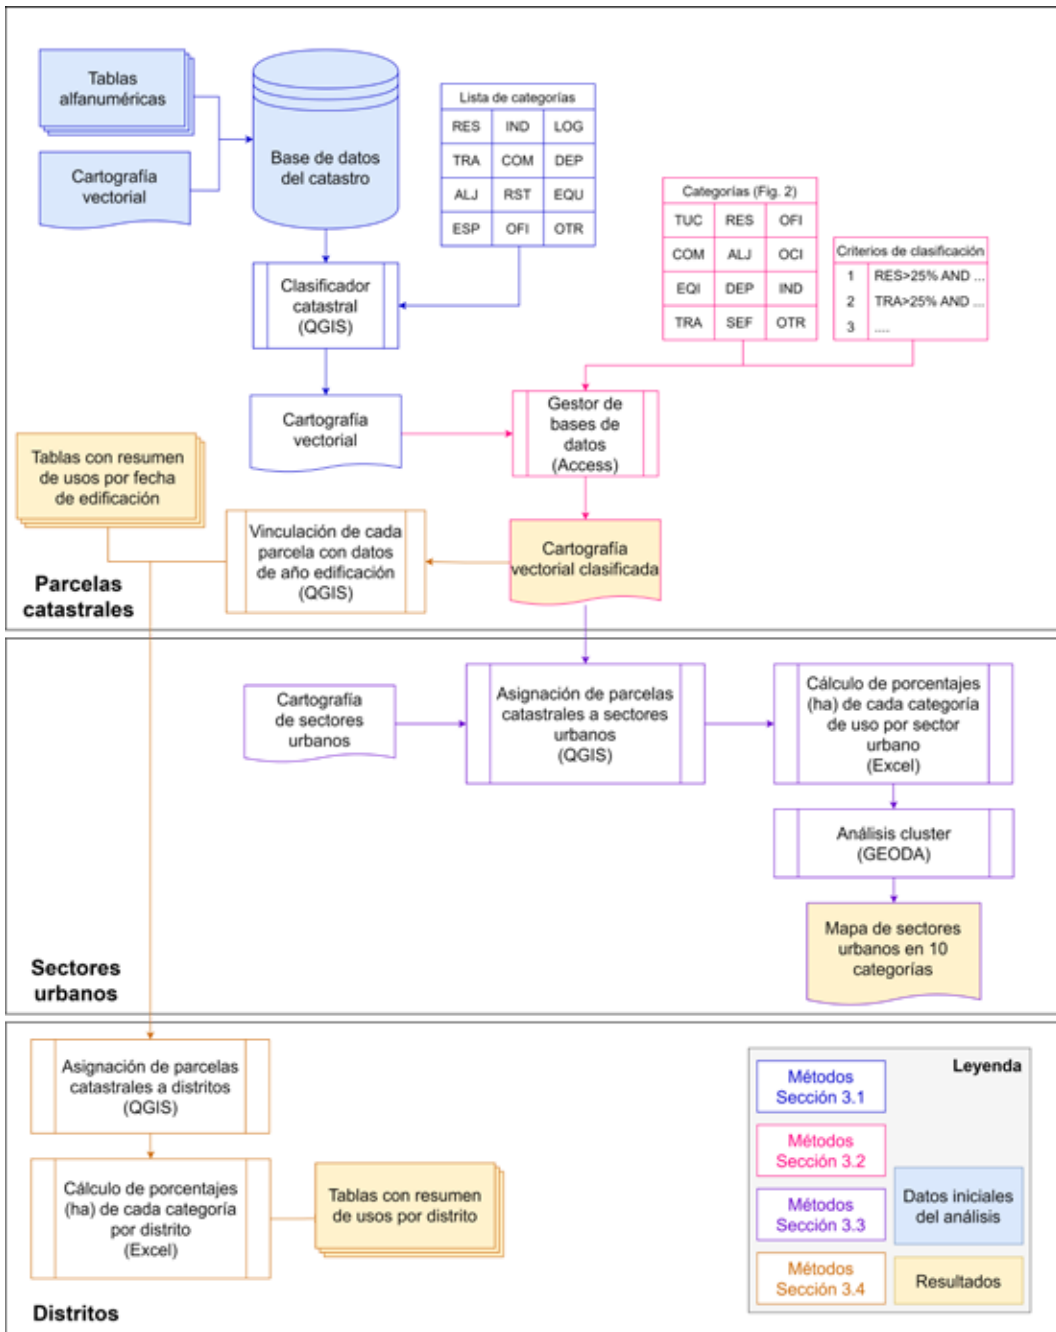 Tablas
alfanuméricas
Cartografía
vectorial
Base de datos
del catastro
Lista de categorías
RES IND LOG
TRA COM DEP
ALJ RST EQU
ESP OFI OTR
Clasificador
catastral
(QGIS)
Categorías (Fig. 2)
TUC RES OFI
COM ALJ OCI
EQI DEP IND
TRA SEF OTR
Criterios de clasificación
1 RES>25% AND ...
2 TRA>25% AND ...
3 ....
Cartografía
vectorial
Gestor de
bases de
datos
(Access)
Tablas con resumen
de usos por fecha
de edificación
Vinculación de cada
parcela con datos
de año edificación
(QGIS)
Cartografía
vectorial clasificada
Parcelas
catastrales
Cartografía
de sectores
urbanos
Asignación de parcelas
catastrales a sectores
urbanos
(QGIS)
Cálculo de porcentajes
(ha) de cada categoría
de uso por sector
urbano
(Excel)
Análisis cluster
(GEODA)
Mapa de sectores
urbanos en 10
categorías
Sectores
urbanos
Asignación de parcelas
catastrales a distritos
(QGIS)
Cálculo de porcentajes
(ha) de cada categoría
por distrito
(Excel)
Tablas con resumen
de usos por distrito
Distritos
Leyenda
Métodos
Sección 3.1
Métodos
Sección 3.2
Métodos
Sección 3.3
Métodos
Sección 3.4
Datos iniciales
del análisis
Resultados